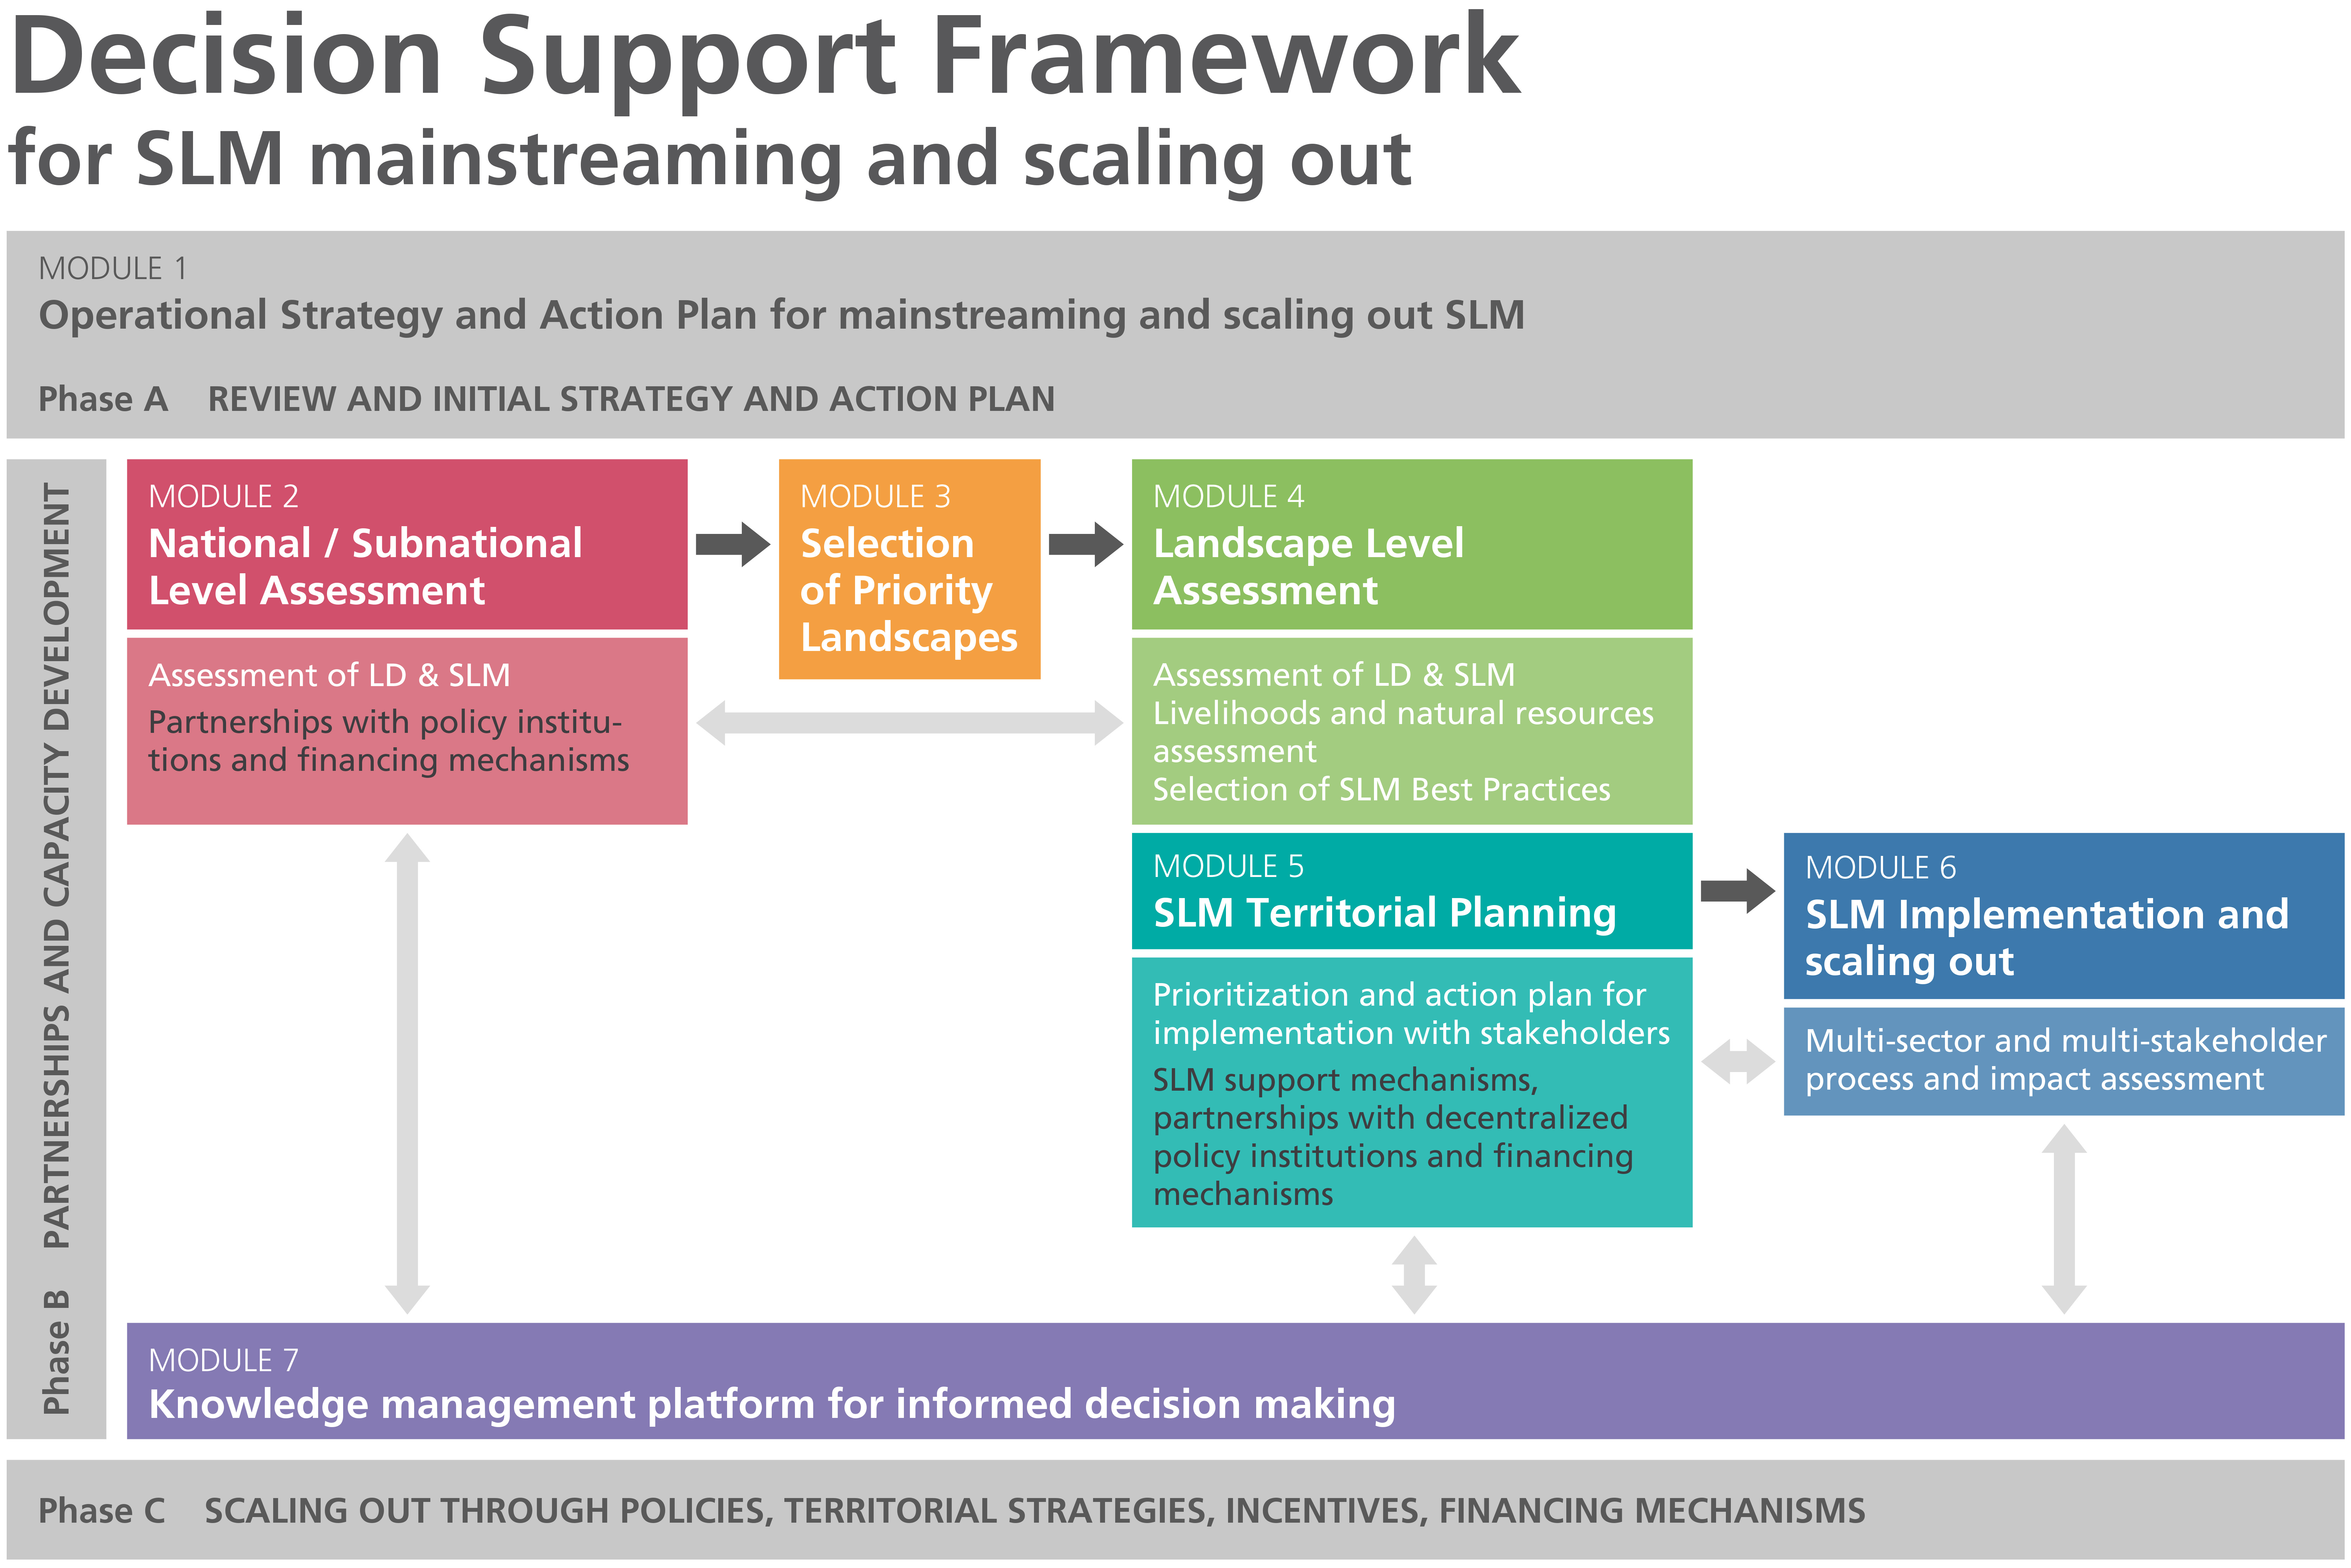 Decision Support Framework
for SLM mainstreaming and scaling out
MODULE 1
Operational Strategy and Action Plan for mainstreaming and scaling out SLM
Phase A REVIEW AND INITIAL STRATEGY AND ACTION PLAN
Phase B PARTNERSHIPS AND CAPACITY DEVELOPMENT
MODULE 2
National / Subnational
Level Assessment
Assessment of LD & SLM
Partnerships with policy institu-
tions and financing mechanisms
MODULE 3
Selection
of Priority
Landscapes
MODULE 4
Landscape Level
Assessment
Assessment of LD & SLM
Livelihoods and natural resources
assessment
Selection of SLM Best Practices
MODULE 5
SLM Territorial Planning
Prioritization and action plan for
implementation with stakeholders
SLM support mechanisms,
partnerships with decentralized
policy institutions and financing
mechanisms
MODULE 6
SLM Implementation and
scaling out
Multi-sector and multi-stakeholder
process and impact assessment
MODULE 7
Knowledge management platform for informed decision making
Phase C SCALING OUT THROUGH POLICIES, TERRITORIAL STRATEGIES, INCENTIVES, FINANCING MECHANISMS